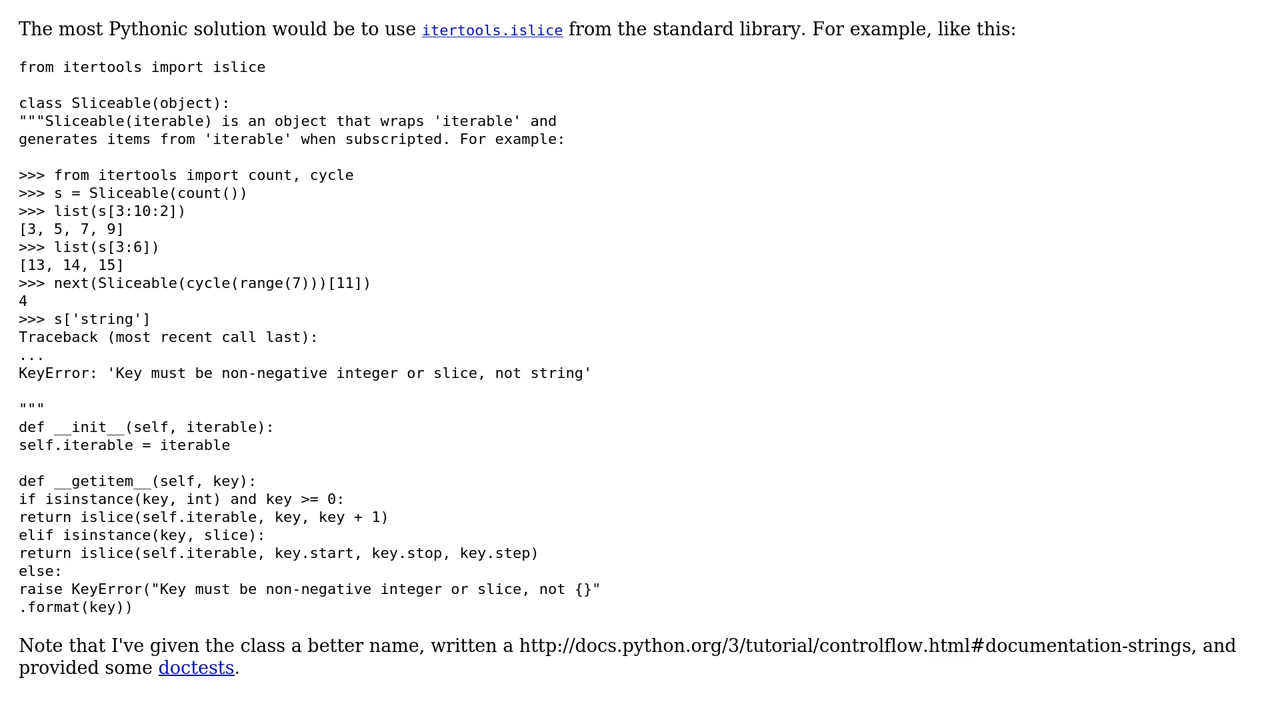 The most Pythonic solution would be to use itertools.islice from the standard library. For example, like this:
from itertools import islice
class Sliceable(object):
"""Sliceable(iterable) is an object that wraps 'iterable' and
generates items from 'iterable' when subscripted. For example:
>>> from itertools import count, cycle
>>> s = Sliceable(count())
>>> list(s[3:10:2])
[3, 5, 7, 9]
>>> list(s[3:6])
[13, 14, 15]
>>> next(Sliceable(cycle(range(7)))[11])
4
>>> s['string']
Traceback (most recent call last):
...
KeyError: 'Key must be non-negative integer or slice, not string'
"""
def __init__(self, iterable):
self.iterable = iterable
def __getitem__(self, key):
if isinstance(key, int) and key >= 0:
return islice(self.iterable, key, key + 1)
elif isinstance(key, slice):
return islice(self.iterable, key.start, key.stop, key.step)
else:
raise KeyError("Key must be non-negative integer or slice, not {}"
.format(key))
Note that I've given the class a better name, written a http://docs.python.org/3/tutorial/controlflow.html#documentation-strings, and
provided some doctests.